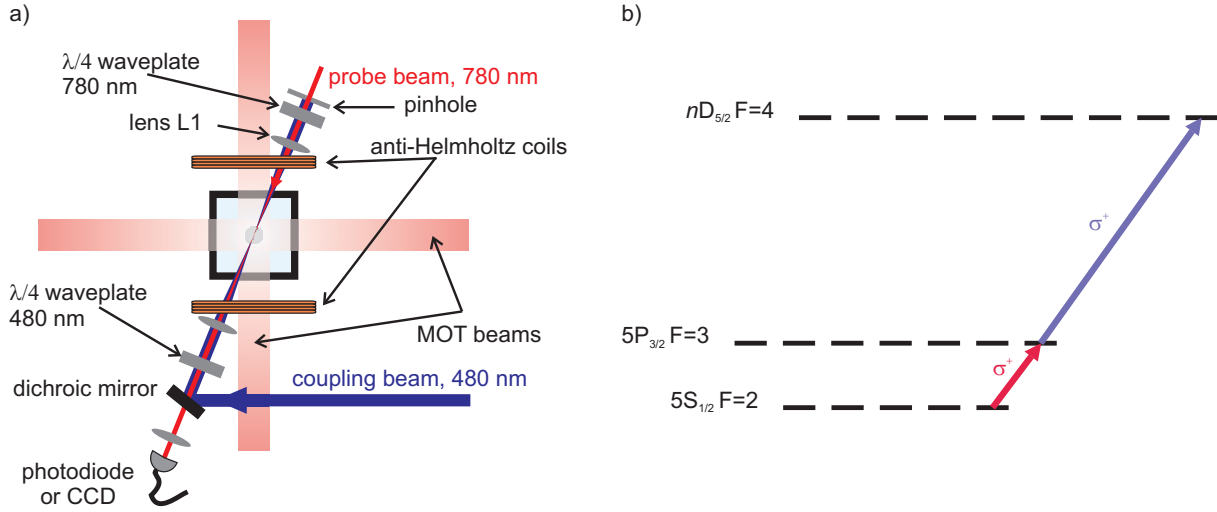 a)
λ/4 waveplate
780 nm
probe beam, 780 nm
pinhole
lens L1
anti-Helmholtz coils
λ/4 waveplate
480 nm
MOT beams
dichroic mirror
coupling beam, 480 nm
photodiode
or CCD
b)
nD5/2 F=4
σ+
5P3/2 F=3
σ+
5S1/2 F=2